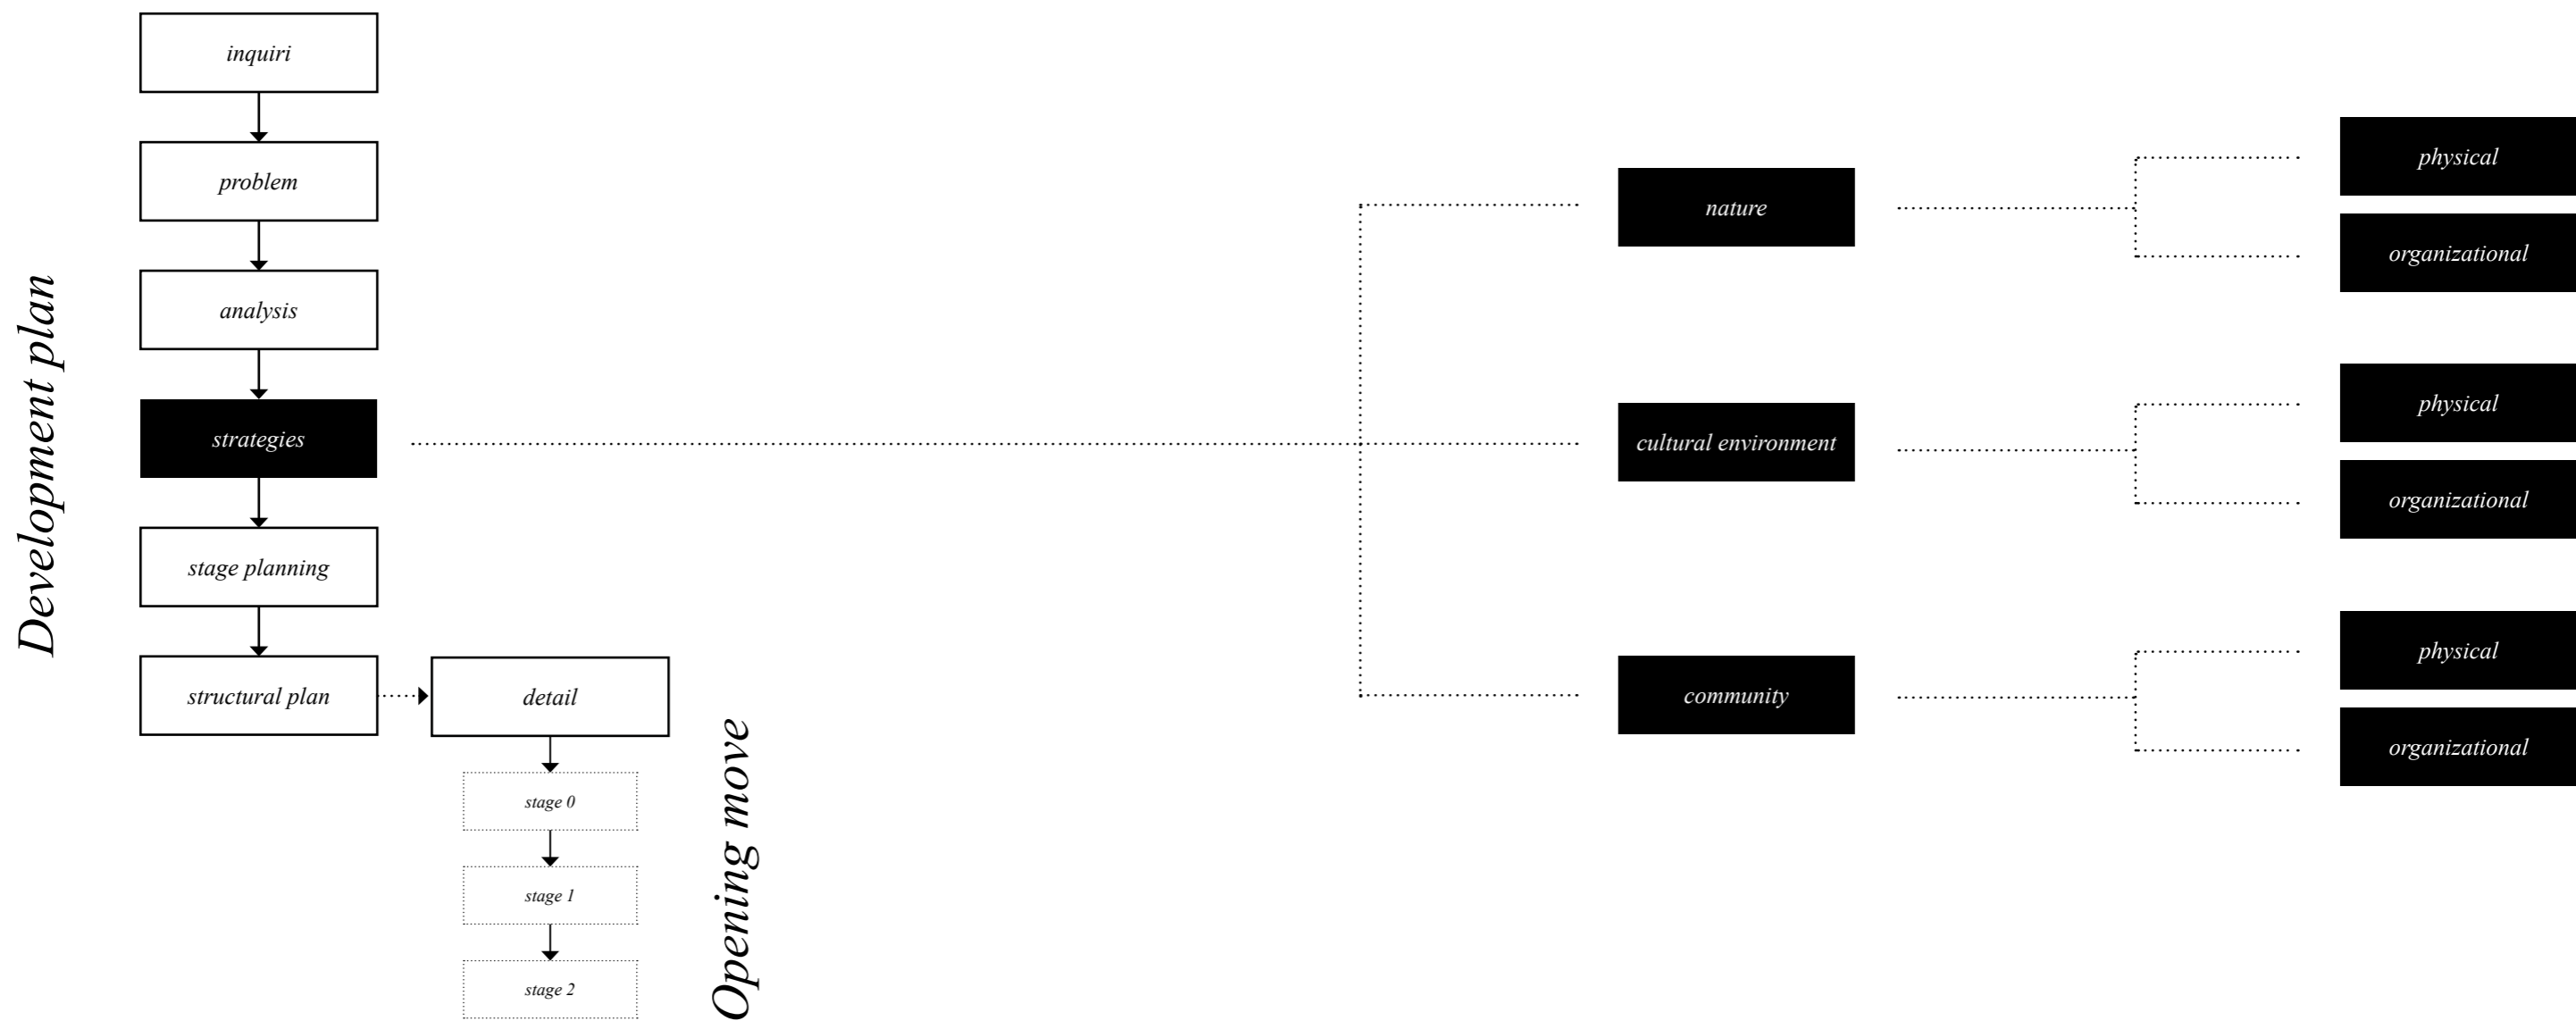 Development plan
inquiri
problem
analysis
strategies
stage planning
structural plan
detail
stage 0
stage 1
stage 2
Opening move
nature
physical
organizational
cultural environment
physical
organizational
community
physical
organizational